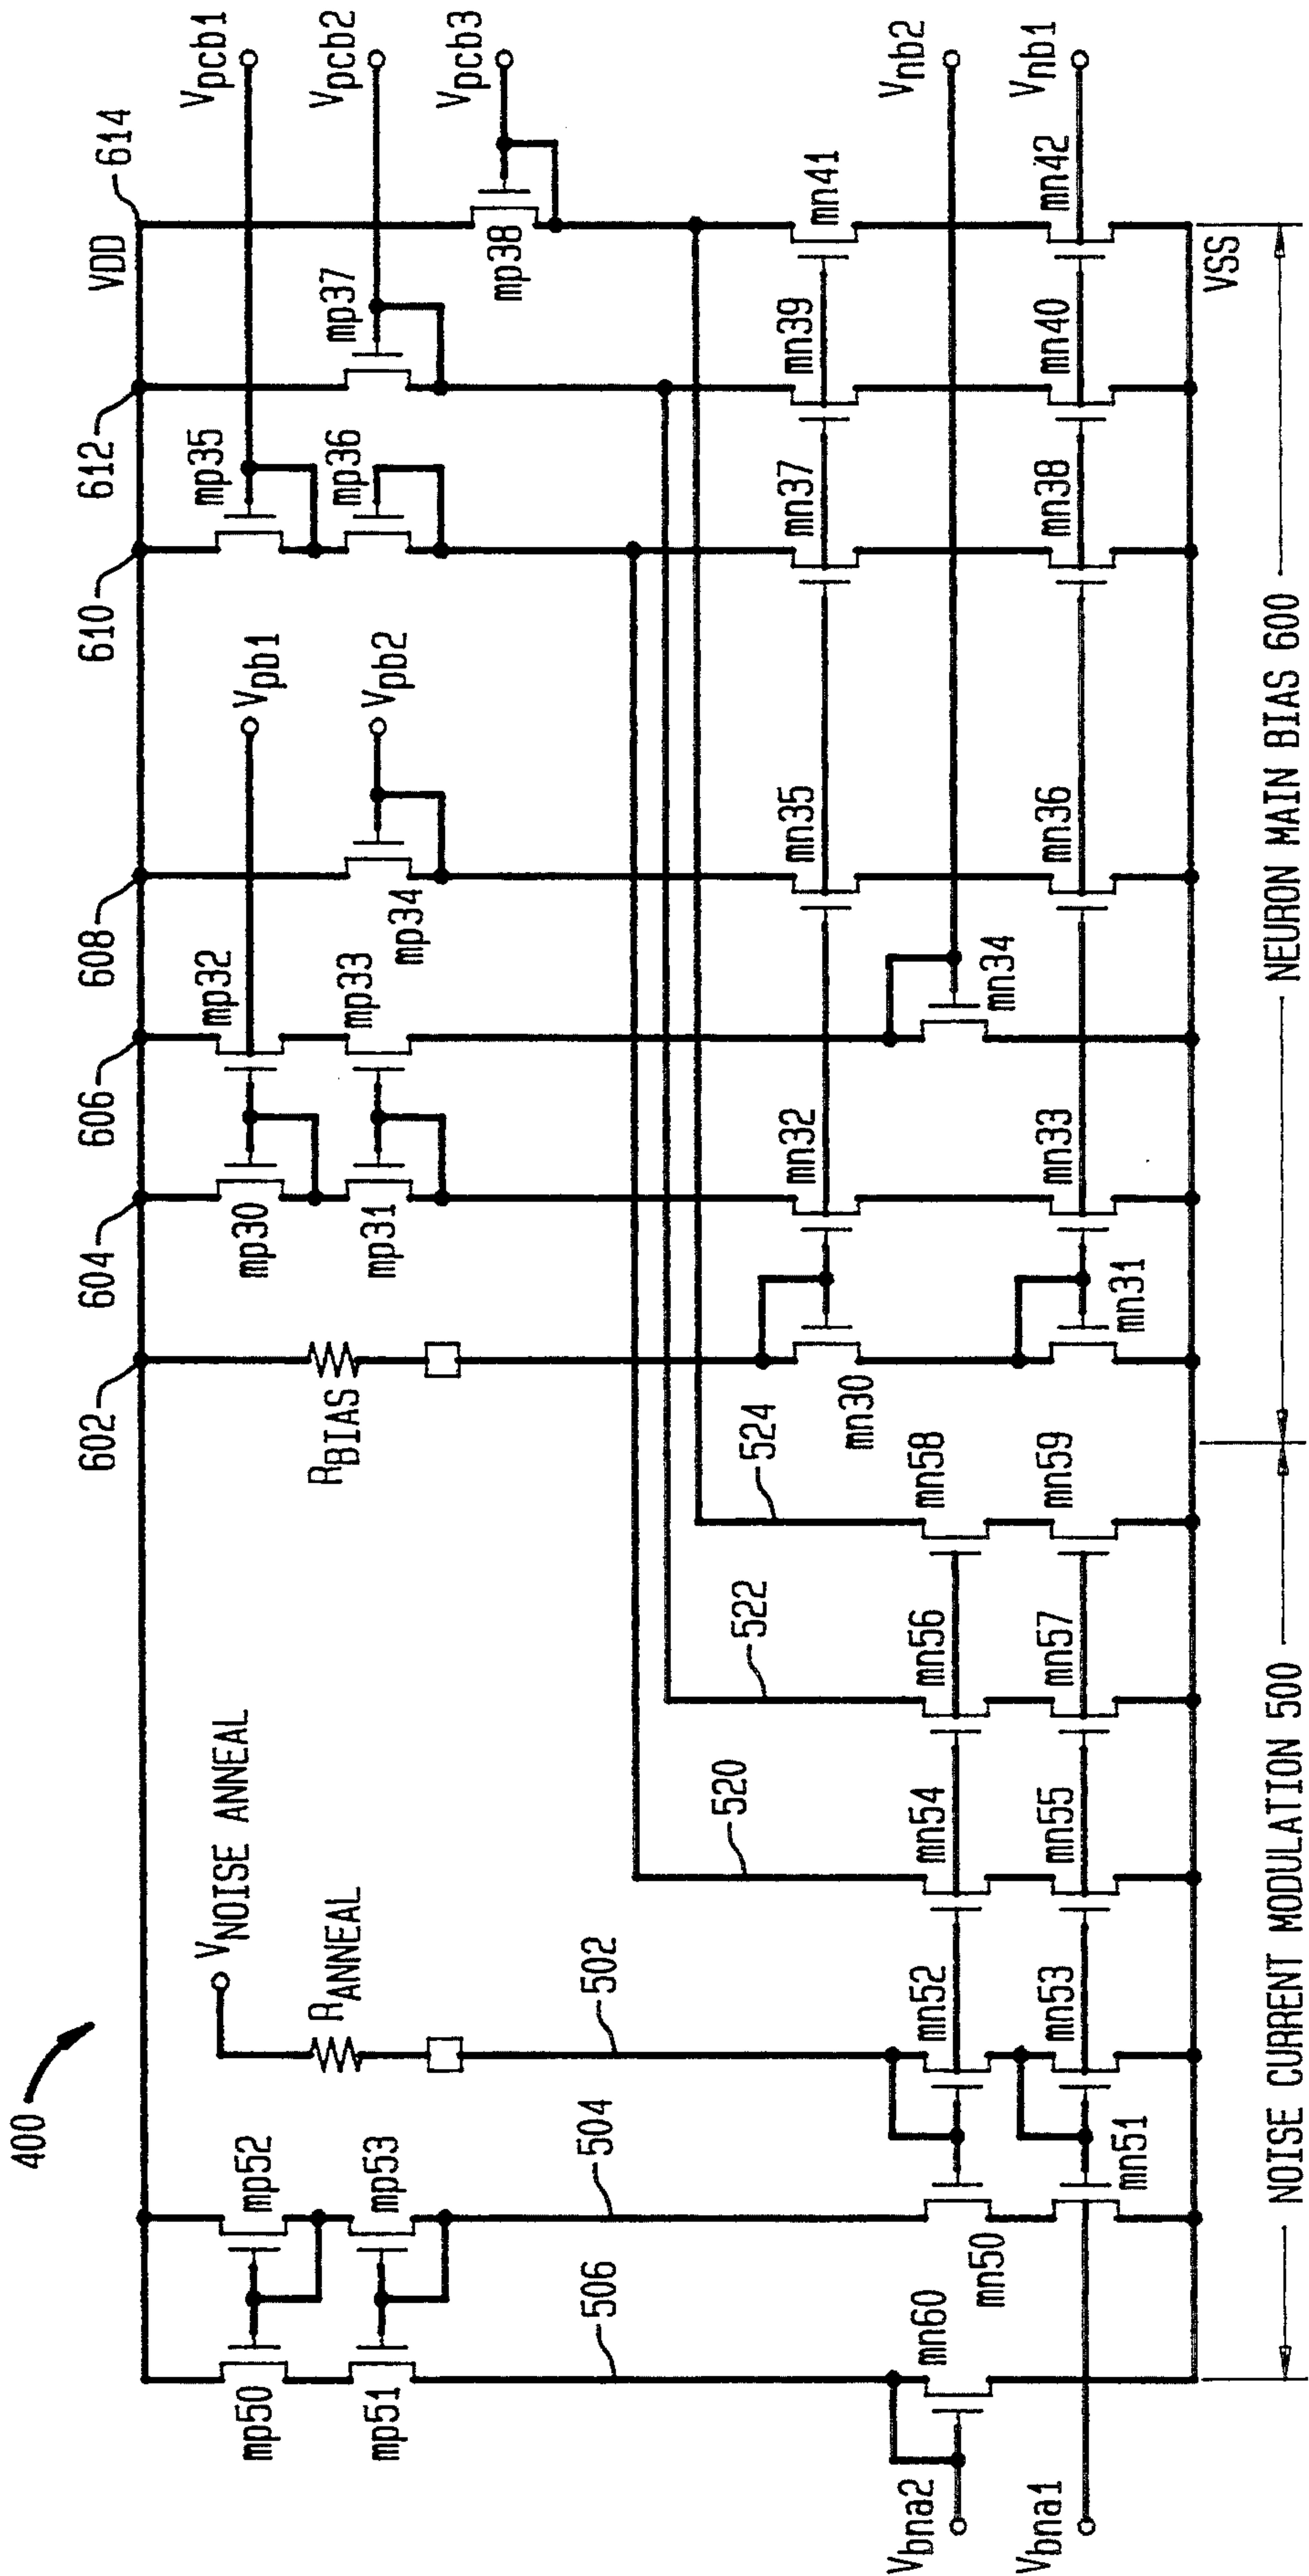 400
602
604
606
608
610
612
VDD
614
mp50
mp52
mp51
mp53
VNOISE ANNEAL
RANNEAL
RBIAS
mp30
mp31
mp32
mp33
Vpb1
Vpb2
mp34
mp35
mp36
mp37
mp38
Vpcb1
Vpcb2
Vpcb3
506
504
502
520
522
524
mn60
mn50
mn51
mn52
mn53
mn54
mn55
mn56
mn57
mn58
mn59
mn30
mn31
mn32
mn33
mn34
mn35
mn36
mn37
mn38
mn39
mn40
mn41
mn42
Vnb2
Vnb1
Vbna2
Vbna1
VSS
NOISE CURRENT MODULATION 500
NEURON MAIN BIAS 600